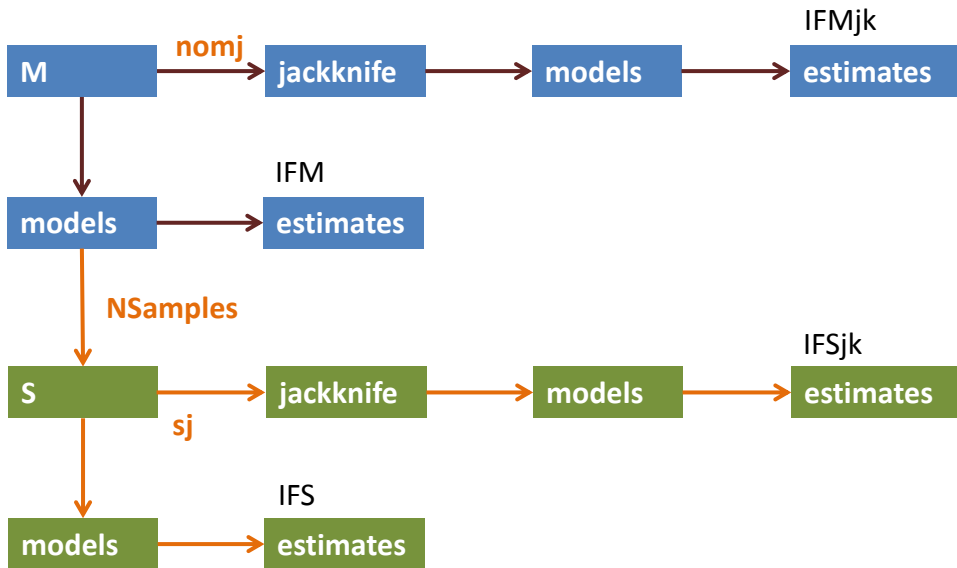 IFMjk
nomj
M
jackknife
models
estimates
IFM
models
estimates
NSamples
IFSjk
S
jackknife
models
estimates
sj
IFS
models
estimates